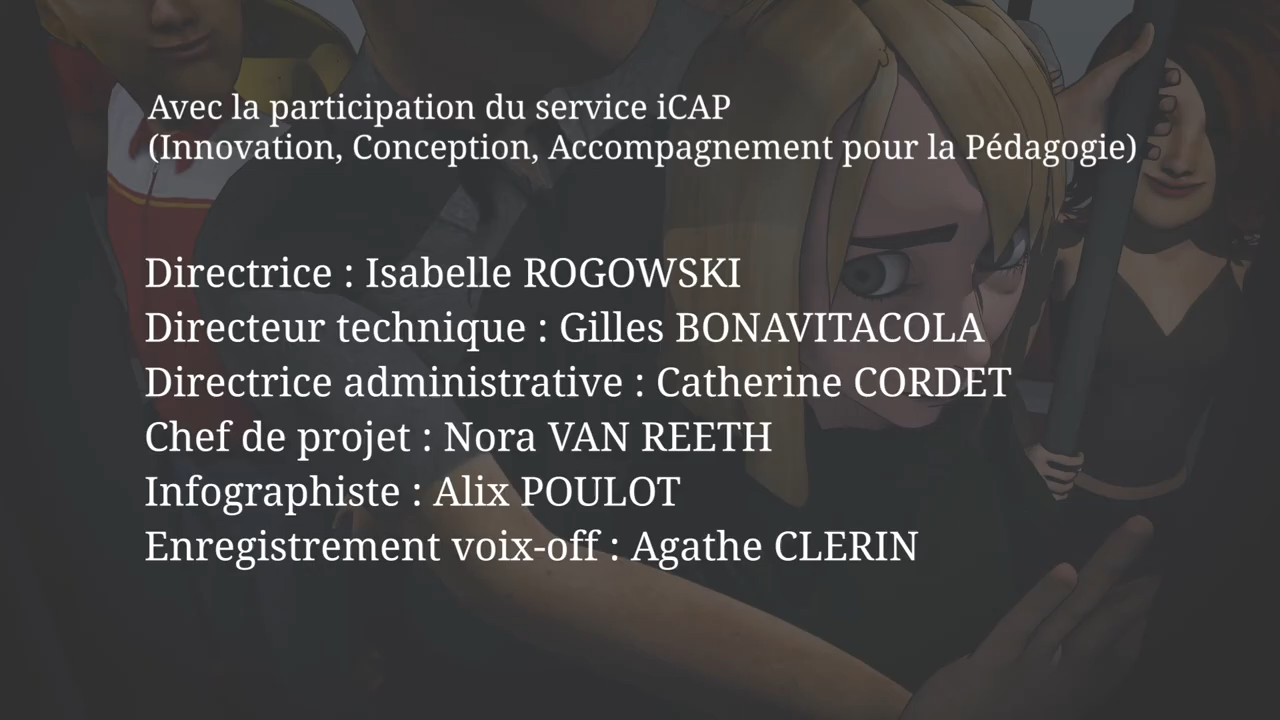 Avec la participation du service iCAP
(Innovation, Conception, Accompagnement pour la Pédagogie)
Directrice : Isabelle ROGOWSKI
Directeur technique : Gilles BONAVITACOLA
Directrice administrative : Catherine CORDET
Chef de projet : Nora VAN REETH
Infographiste : Alix POULOT
Enregistrement voix-off : Agathe CLERIN